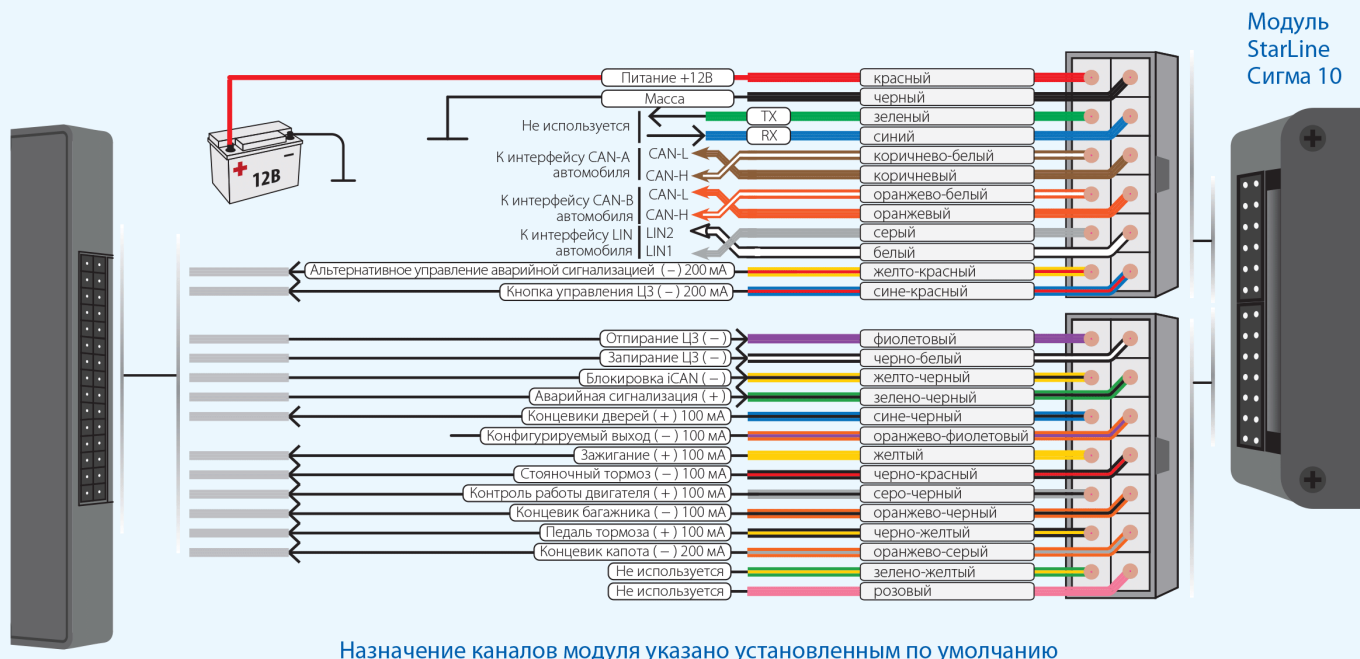 Модуль
StarLine
Сигма 10
Питание +12В красный
Масса черный
Не используется TX зеленый
RX синий
К интерфейсу CAN-A
автомобиля
CAN-L коричнево-белый
CAN-H коричневый
К интерфейсу CAN-B
автомобиля
CAN-L оранжево-белый
CAN-H оранжевый
К интерфейсу LIN
автомобиля
LIN2 серый
LIN1 белый
12В
Альтернативное управление аварийной сигнализацией ( − ) 200 мА желто-красный
Кнопка управления ЦЗ ( − ) 200 мА сине-красный
Отпирание ЦЗ ( − ) фиолетовый
Запирание ЦЗ ( − ) черно-белый
Блокировка iCAN ( − ) желто-черный
Аварийная сигнализация ( + ) зелено-черный
Концевики дверей ( + ) 100 мА сине-черный
Конфигурируемый выход ( − ) 100 мА оранжево-фиолетовый
Зажигание ( + ) 100 мА желтый
Стояночный тормоз ( − ) 100 мА черно-красный
Контроль работы двигателя ( + ) 100 мА серо-черный
Концевик багажника ( − ) 100 мА оранжево-черный
Педаль тормоза ( + ) 100 мА черно-желтый
Концевик капота ( − ) 200 мА оранжево-серый
Не используется зелено-желтый
Не используется розовый
Назначение каналов модуля указано установленным по умолчанию